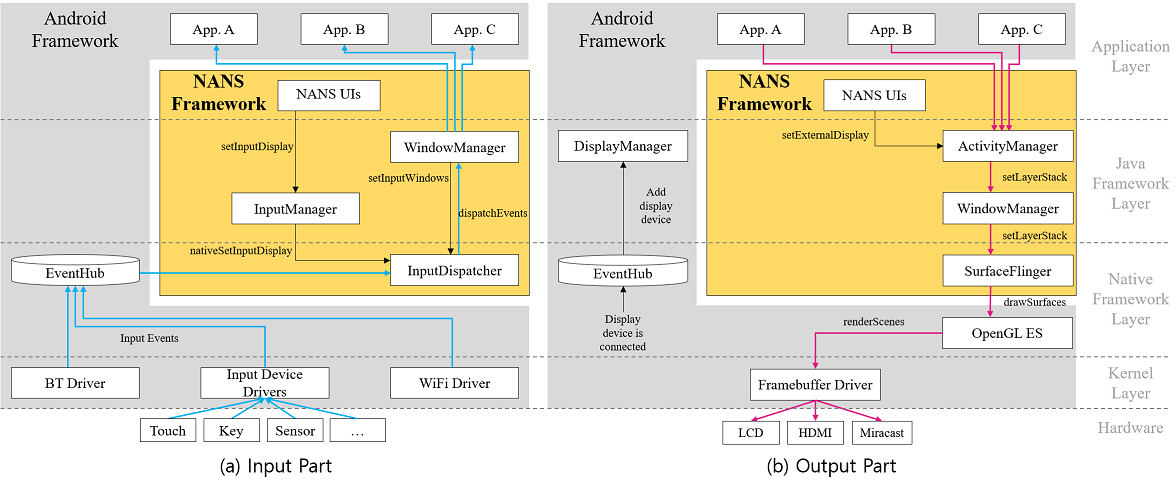 Android
Framework
App. A
App. B
App. C
NANS
Framework
NANS UIs
setInputDisplay
WindowManager
setInputWindows
InputManager
dispatchEvents
nativeSetInputDisplay
EventHub
InputDispatcher
Input Events
BT Driver
Input Device
Drivers
WiFi Driver
Touch
Key
Sensor
…
(a) Input Part
Android
Framework
App. A
App. B
App. C
NANS
Framework
NANS UIs
setExternalDisplay
DisplayManager
ActivityManager
setLayerStack
Add
display
device
WindowManager
setLayerStack
EventHub
SurfaceFlinger
drawSurfaces
Display
device is
connected
renderScenes
OpenGL ES
Framebuffer Driver
LCD
HDMI
Miracast
(b) Output Part
Application
Layer
Java
Framework
Layer
Native
Framework
Layer
Kernel
Layer
Hardware